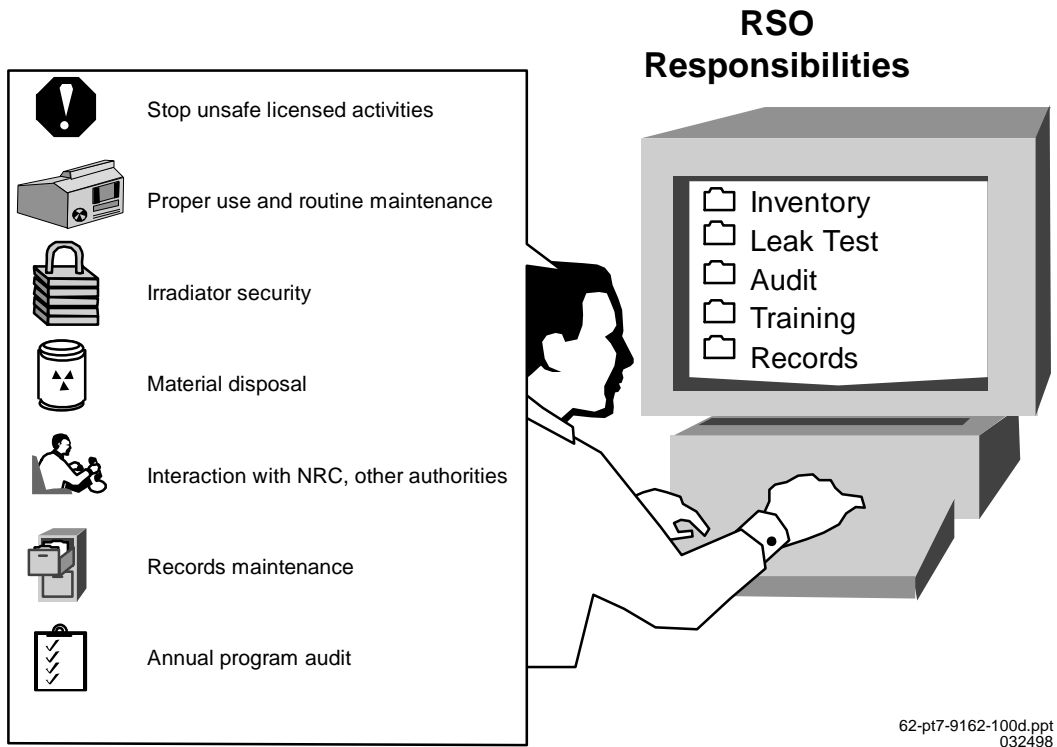 RSO
Responsibilities
Stop unsafe licensed activities
Proper use and routine maintenance
Irradiator security
Material disposal
Interaction with NRC, other authorities
Records maintenance
Annual program audit
Inventory
Leak Test
Audit
Training
Records
62-pt7-9162-100d.ppt
032498